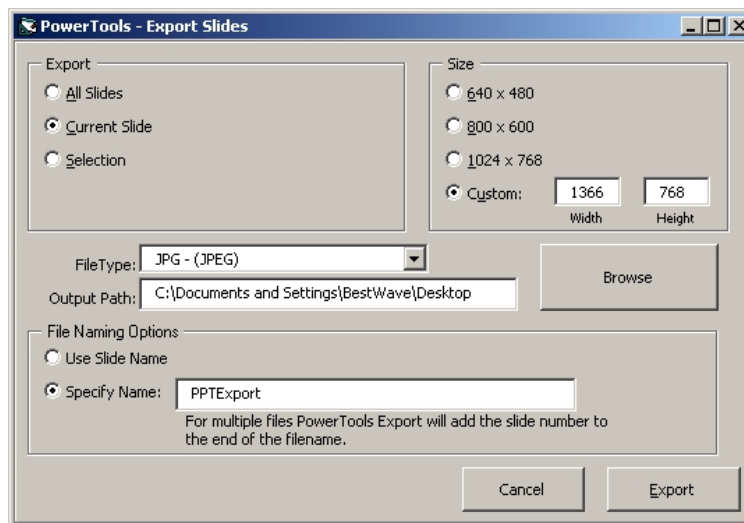 PowerTools - Export Slides
Export
All Slides
Current Slide
Selection
Size
640 x 480
800 x 600
1024 x 768
Custom: 1366 768
Width Height
FileType: JPG - (JPEG)
Output Path: C:\Documents and Settings\BestWave\Desktop
Browse
File Naming Options
Use Slide Name
Specify Name: PPTExport
For multiple files PowerTools Export will add the slide number to
the end of the filename.
Cancel Export